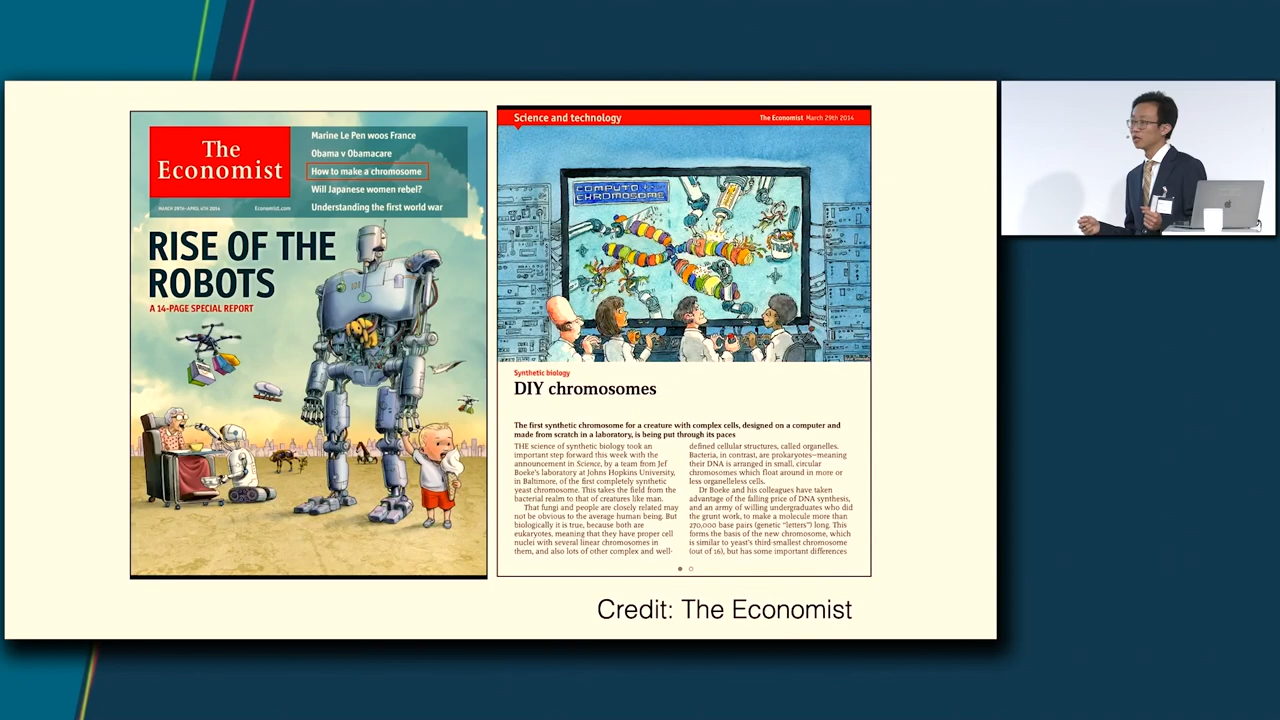 The
Economist
MARCH 29TH–APRIL 4TH 2014
Economist.com
Marine Le Pen woos France
Obama v Obamacare
How to make a chromosome
Will Japanese women rebel?
Understanding the first world war
RISE OF THE
ROBOTS
A 14-PAGE SPECIAL REPORT
Science and technology
The Economist March 29th 2014
COMPUTO-
CHROMOSOME
Synthetic biology
DIY chromosomes
The first synthetic chromosome for a creature with complex cells, designed on a computer and
made from scratch in a laboratory, is being put through its paces
THE science of synthetic biology took an
important step forward this week with the
announcement in Science, by a team from Jef
Boeke's laboratory at Johns Hopkins University,
in Baltimore, of the first completely synthetic
yeast chromosome. This takes the field from the
bacterial realm to that of creatures like man.
That fungi and people are closely related may
not be obvious to the average human being. But
biologically it is true, because both are
eukaryotes, meaning that they have proper cell
nuclei with several linear chromosomes in
them, and also lots of other complex and well-
defined cellular structures, called organelles.
Bacteria, in contrast, are prokaryotes—meaning
their DNA is arranged in small, circular
chromosomes which float around in more or
less organelleless cells.
Dr Boeke and his colleagues have taken
advantage of the falling price of DNA synthesis,
and an army of willing undergraduates who did
the grunt work, to make a molecule more than
270,000 base pairs (genetic "letters") long. This
forms the basis of the new chromosome, which
is similar to yeast's third-smallest chromosome
(out of 16), but has some important differences
Credit: The Economist